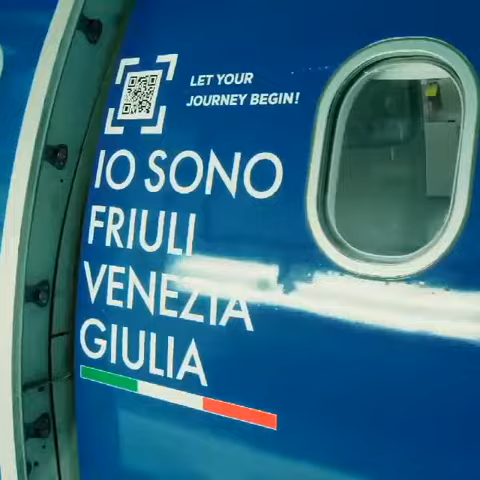 LET YOUR
JOURNEY BEGIN!
IO SONO
FRIULI
VENEZIA
GIULIA